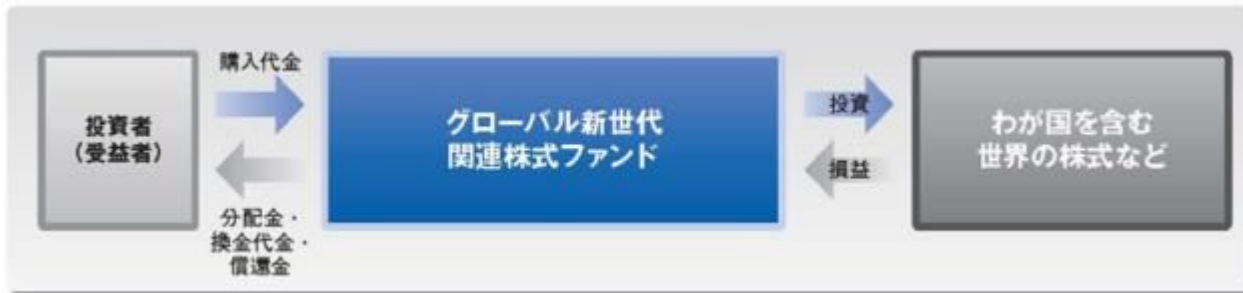 投資者
(受益者)
購入代金
分配金・
換金代金・
償還金
グローバル新世代
関連株式ファンド
投資
損益
わが国を含む
世界の株式など